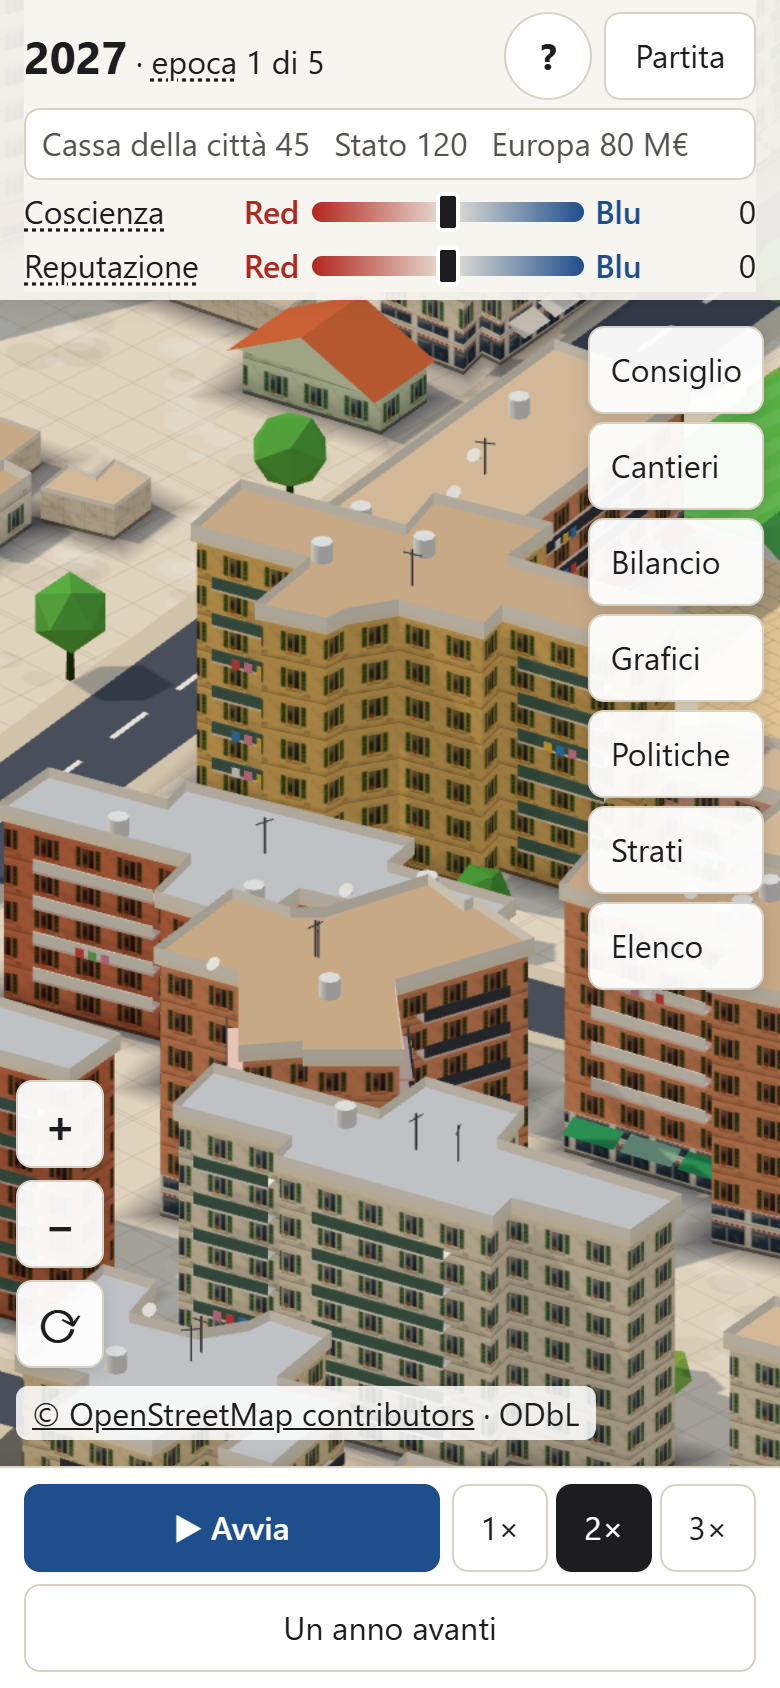 2027 · epoca 1 di 5
?
Partita
Cassa della città 45 Stato 120 Europa 80 M€
Coscienza Red Blu 0
Reputazione Red Blu 0
Consiglio
Cantieri
Bilancio
Grafici
Politiche
Strati
Elenco
+
−
© OpenStreetMap contributors · ODbL
▶ Avvia
1×
2×
3×
Un anno avanti